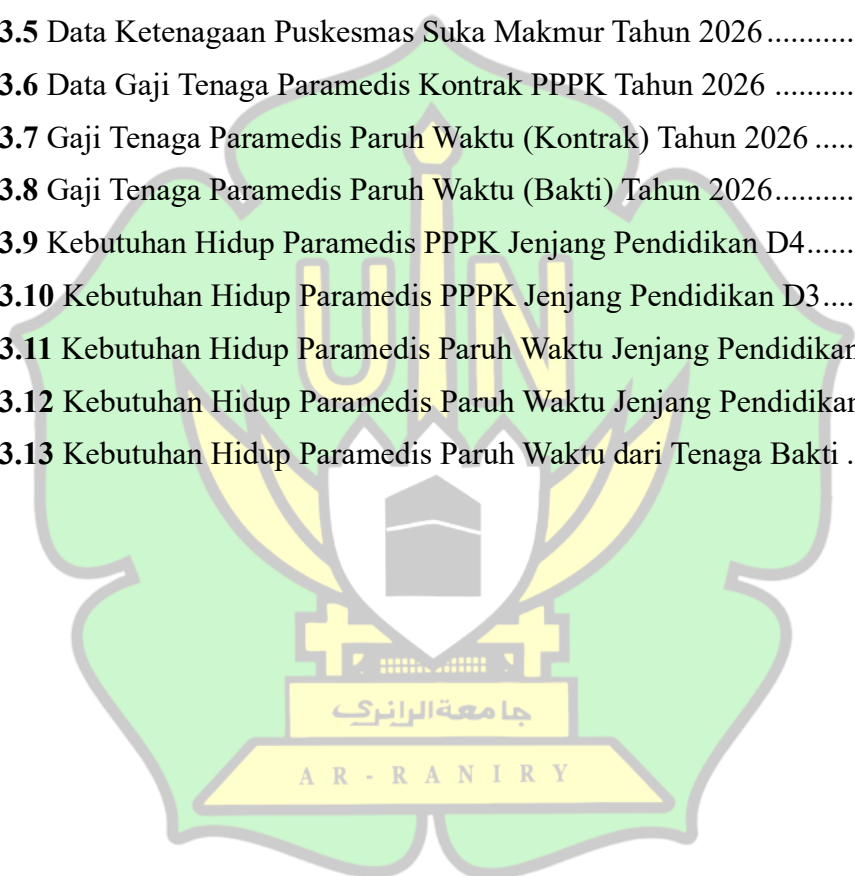 3.5 Data Ketenagaan Puskesmas Suka Makmur Tahun 2026............
3.6 Data Gaji Tenaga Paramedis Kontrak PPPK Tahun 2026 ..........
3.7 Gaji Tenaga Paramedis Paruh Waktu (Kontrak) Tahun 2026 .....
3.8 Gaji Tenaga Paramedis Paruh Waktu (Bakti) Tahun 2026..........
3.9 Kebutuhan Hidup Paramedis PPPK Jenjang Pendidikan D4......
3.10 Kebutuhan Hidup Paramedis PPPK Jenjang Pendidikan D3....
3.11 Kebutuhan Hidup Paramedis Paruh Waktu Jenjang Pendidikan
3.12 Kebutuhan Hidup Paramedis Paruh Waktu Jenjang Pendidikan
3.13 Kebutuhan Hidup Paramedis Paruh Waktu dari Tenaga Bakti .
UIN
جامعة الرانري
AR-RANIRY